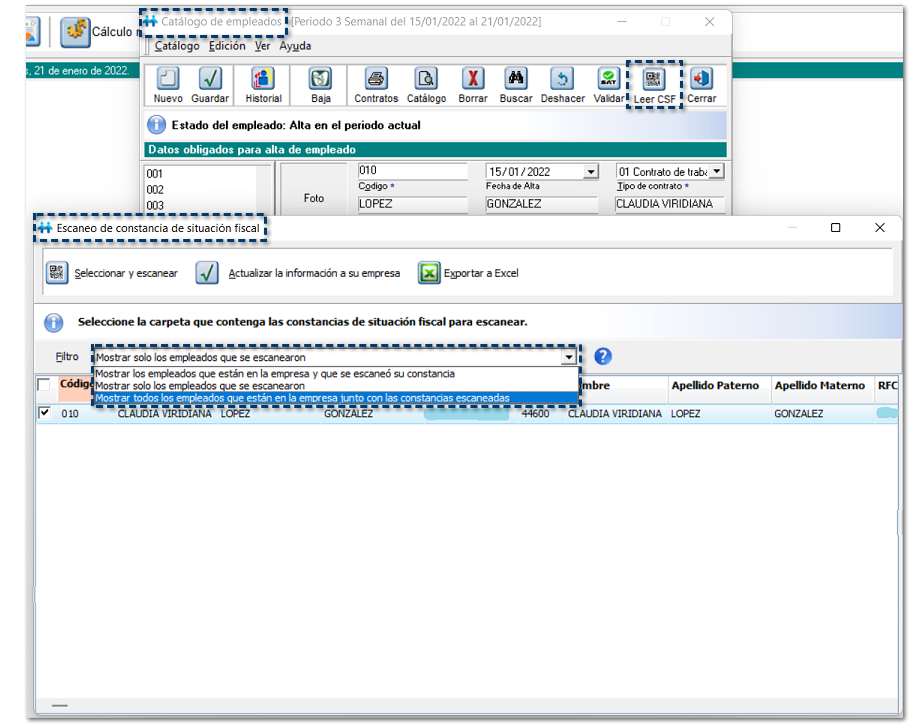 Catálogo de empleados - [Periodo 3 Semanal del 15/01/2022 al 21/01/2022]
Cálculo
Catálogo Edición Ver Ayuda
21 de enero de 2022.
Nuevo Guardar Historial Baja Contratos Catálogo Borrar Buscar Deshacer Validar Leer CSF Cerrar
SAT
Estado del empleado: Alta en el periodo actual
Datos obligados para alta de empleado
001
002
003
Foto
010 15/01/2022 01 Contrato de
Código * Fecha de Alta Tipo de contrato *
LOPEZ GONZALEZ CLAUDIA VIRIDIANA
Escaneo de constancia de situación fiscal
Seleccionar y escanear Actualizar la información a su empresa Exportar a Excel
Seleccione la carpeta que contenga las constancias de situación fiscal para escanear.
Filtro Mostrar solo los empleados que se escanearon
Mostrar los empleados que están en la empresa y que se escaneó su constancia
Mostrar solo los empleados que se escanearon
Mostrar todos los empleados que están en la empresa junto con las constancias escaneadas
Apellido Paterno Apellido Materno RFC
010 CLAUDIA VIRIDIANA LOPEZ GONZALEZ 44600 CLAUDIA VIRIDIANA LOPEZ GONZALEZ